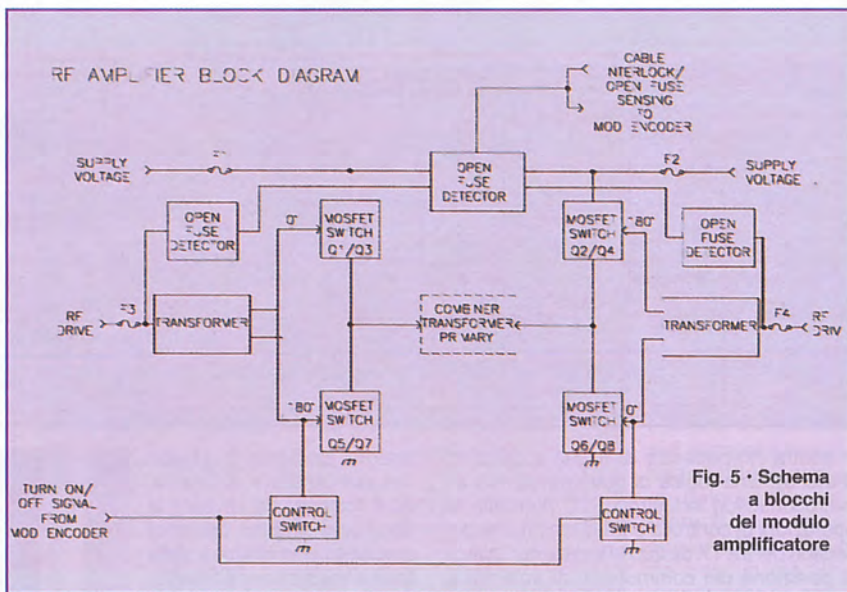 RF AMPLIFIER BLOCK DIAGRAM
CABLE
INTERLOCK/
OPEN FUSE
SENSING
TO
MOD ENCODER
SUPPLY
VOLTAGE
OPEN
FUSE
DETECTOR
F2
SUPPLY
VOLTAGE
OPEN
FUSE
DETECTOR
0°
MOSFET
SWITCH
Q1/Q3
MOSFET
SWITCH
Q2/Q4
180°
OPEN
FUSE
DETECTOR
RF
DRIVE
F3
TRANSFORMER
COMBINER
TRANSFORMER
PRIMARY
TRANSFORMER
F4
RF
DRIV
180°
MOSFET
SWITCH
Q5/Q7
MOSFET
SWITCH
Q6/Q8
0°
TURN ON/
OFF SIGNAL
FROM
MOD ENCODER
CONTROL
SWITCH
CONTROL
SWITCH
Fig. 5 - Schema
a blocchi
del modulo
amplificatore